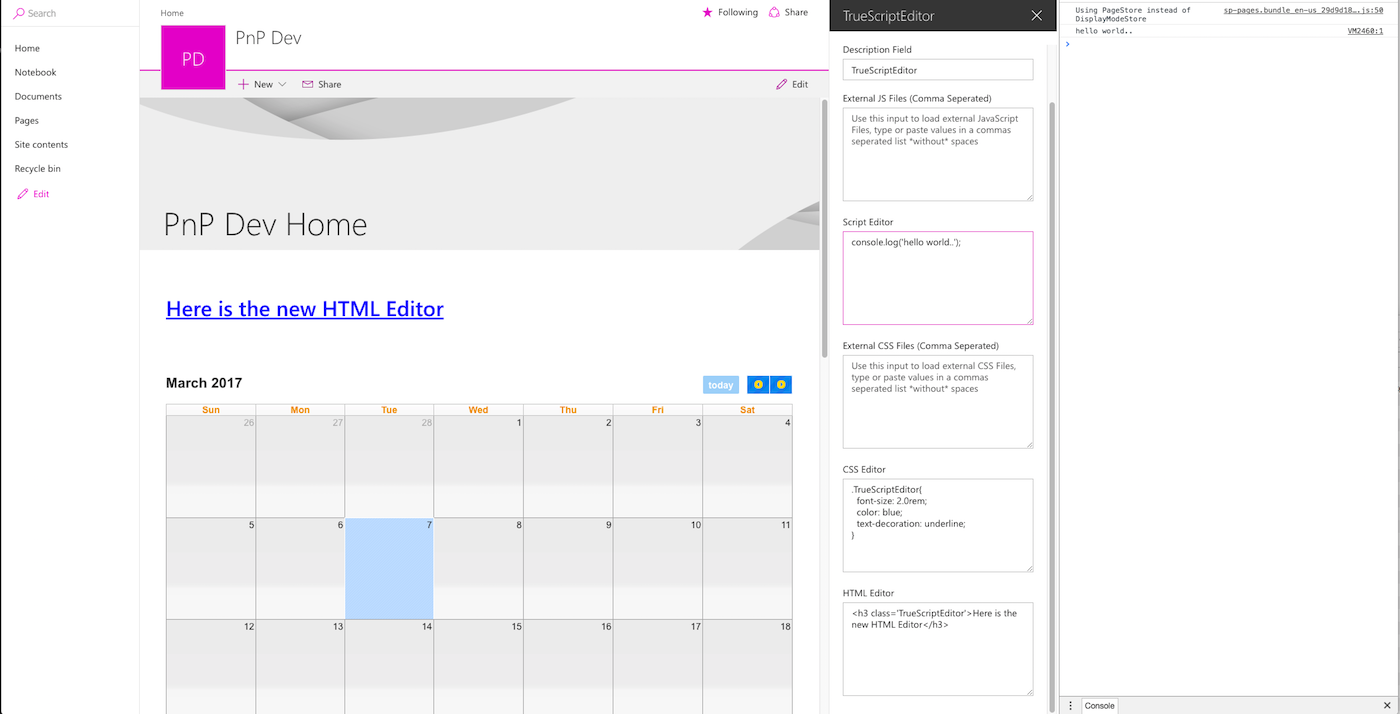 Search
Home
Notebook
Documents
Pages
Site contents
Recycle bin
Edit
Home
Following
Share
PD
PnP Dev
New
Share
Edit
PnP Dev Home
Here is the new HTML Editor
March 2017
today
Sun Mon Tue Wed Thu Fri Sat
26 27 28 1 2 3 4
5 6 7 8 9 10 11
12 13 14 15 16 17 18
TrueScriptEditor
Description Field
TrueScriptEditor
External JS Files (Comma Seperated)
Use this input to load external JavaScript
Files, type or paste values in a commas
seperated list *without* spaces
Script Editor
console.log('hello world..');
External CSS Files (Comma Seperated)
Use this input to load external CSS Files,
type or paste values in a commas
seperated list *without* spaces
CSS Editor
.TrueScriptEditor{
font-size: 2.0rem;
color: blue;
text-decoration: underline;
}
HTML Editor
<h3 class='TrueScriptEditor'>Here is the
new HTML Editor</h3>
Using PageStore instead of sp-pages.bundle_en-us_29d9d18….js:50
DisplayModeStore
hello world.. VM2460:1
Console